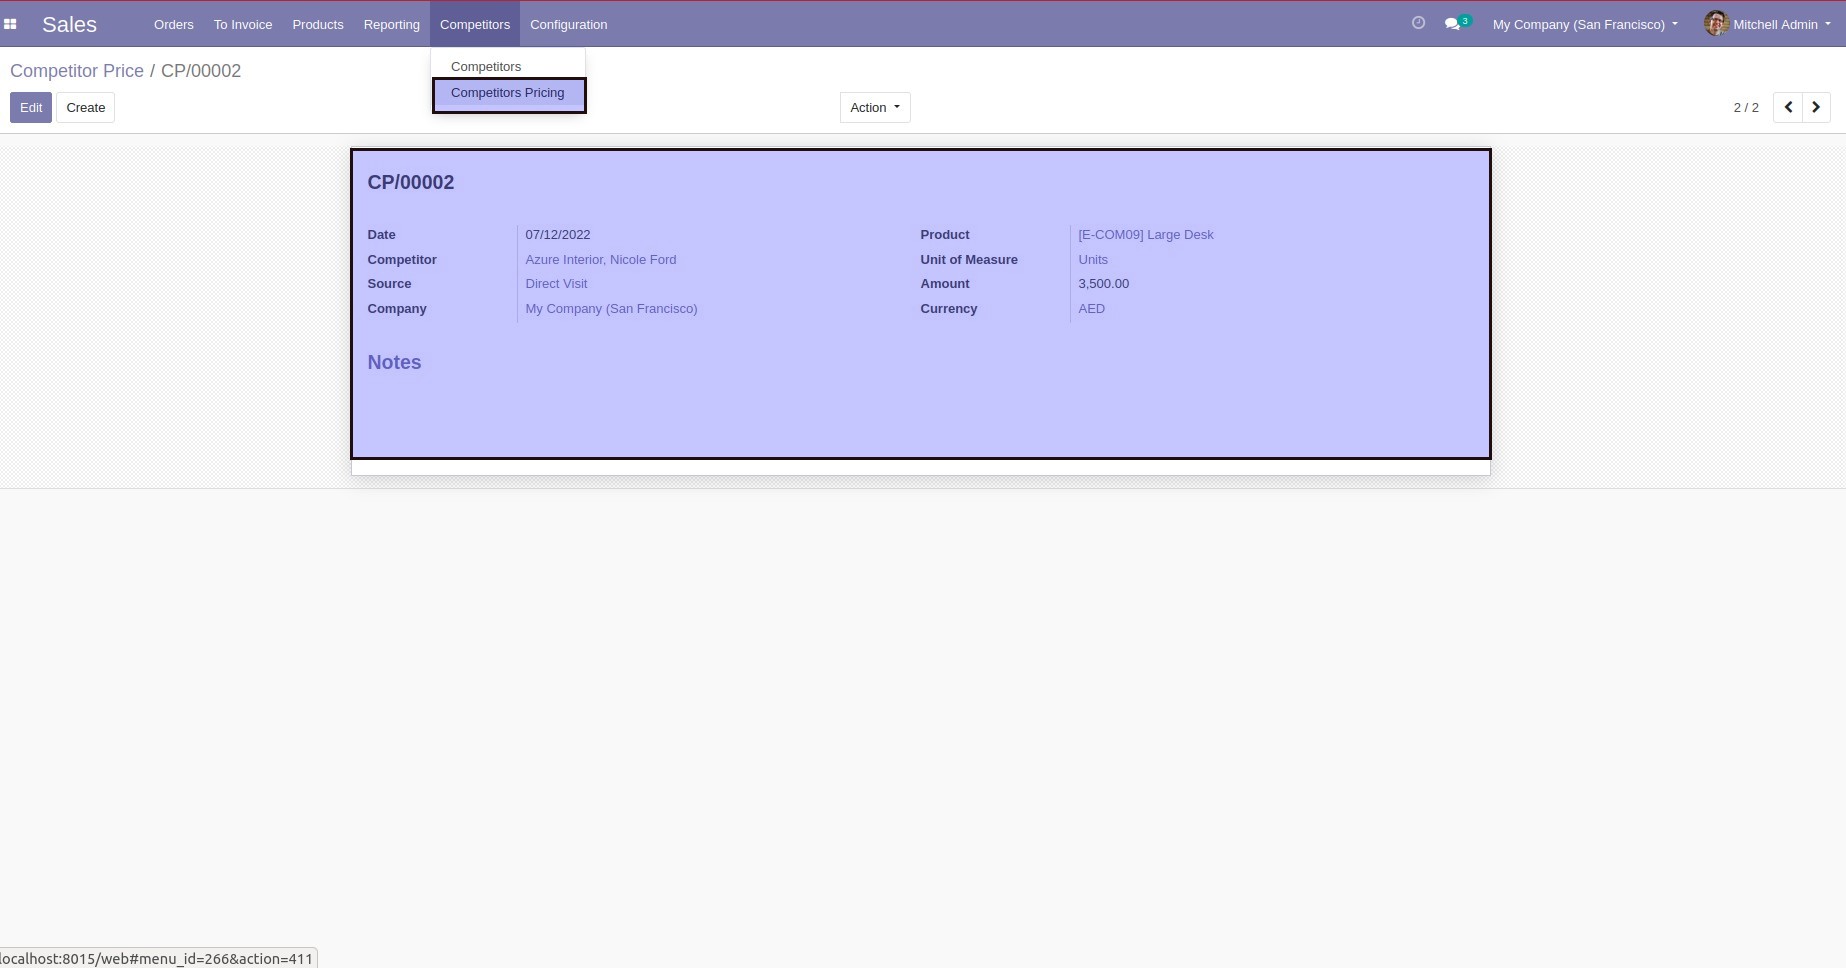 Sales Orders To Invoice Products Reporting Competitors Configuration 3 My Company (San Francisco) Mitchell Admin
Competitors
Competitor Price / CP/00002
Competitors Pricing
Edit Create Action 2 / 2
CP/00002
Date 07/12/2022 Product [E-COM09] Large Desk
Competitor Azure Interior, Nicole Ford Unit of Measure Units
Source Direct Visit Amount 3,500.00
Company My Company (San Francisco) Currency AED
Notes
localhost:8015/web#menu_id=266&action=411